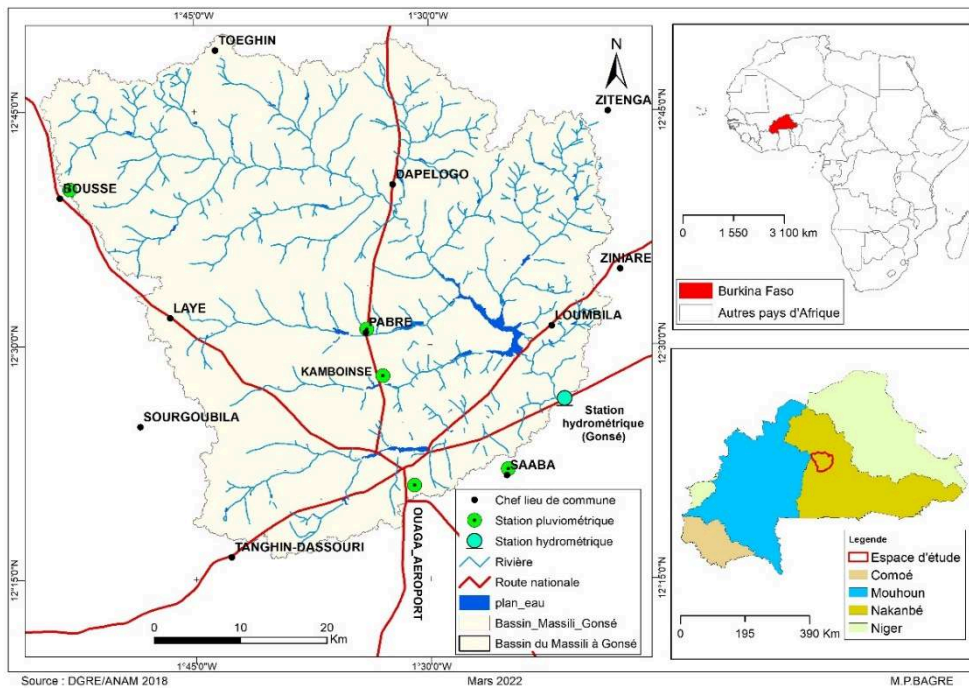 1°45'0"W
1°30'0"W
TOEGHIN
N
ZITENGA
12°45'0"N
12°45'0"N
BOUSSE
DAPELOGO
ZINIARE
LAYE
PABRE
LOUMBILA
12°30'0"N
12°30'0"N
KAMBOINSE
SOURGOUBILA
Station
hydrométrique
(Gonsé)
SAABA
OUAGA_AEROPORT
TANGHIN-DASSOURI
12°15'0"N
12°15'0"N
0 10 20
Km
1°45'0"W
1°30'0"W
Chef lieu de commune
Station pluviométrique
Station hydrométrique
Rivière
Route nationale
plan_eau
Bassin_Massili_Gonsé
Bassin du Massili à Gonsé
0 1 550 3 100 km
Burkina Faso
Autres pays d'Afrique
Legende
Espace d'étude
Comoé
Mouhoun
Nakanbé
Niger
0 195 390 Km
Source : DGRE/ANAM 2018
Mars 2022
M.P.BAGRE